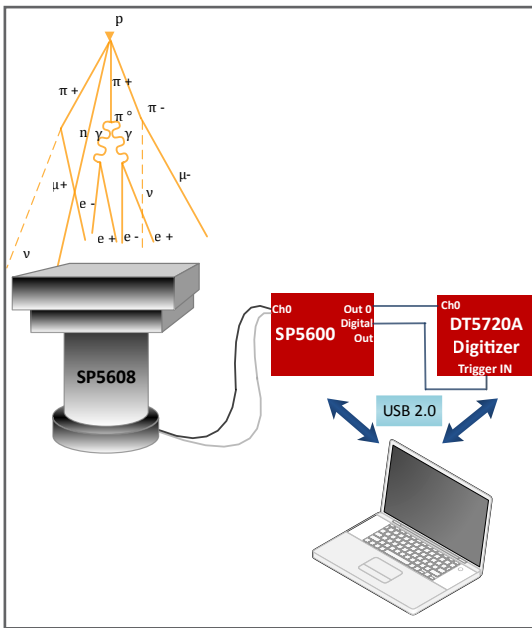 p
π +
π +
π °
π -
n
γ
γ
μ+
μ-
e -
ν
e +
e -
e +
ν
Ch0
Out 0
Ch0
SP5600
Digital
Out
DT5720A
Digitizer
Trigger IN
SP5608
USB 2.0